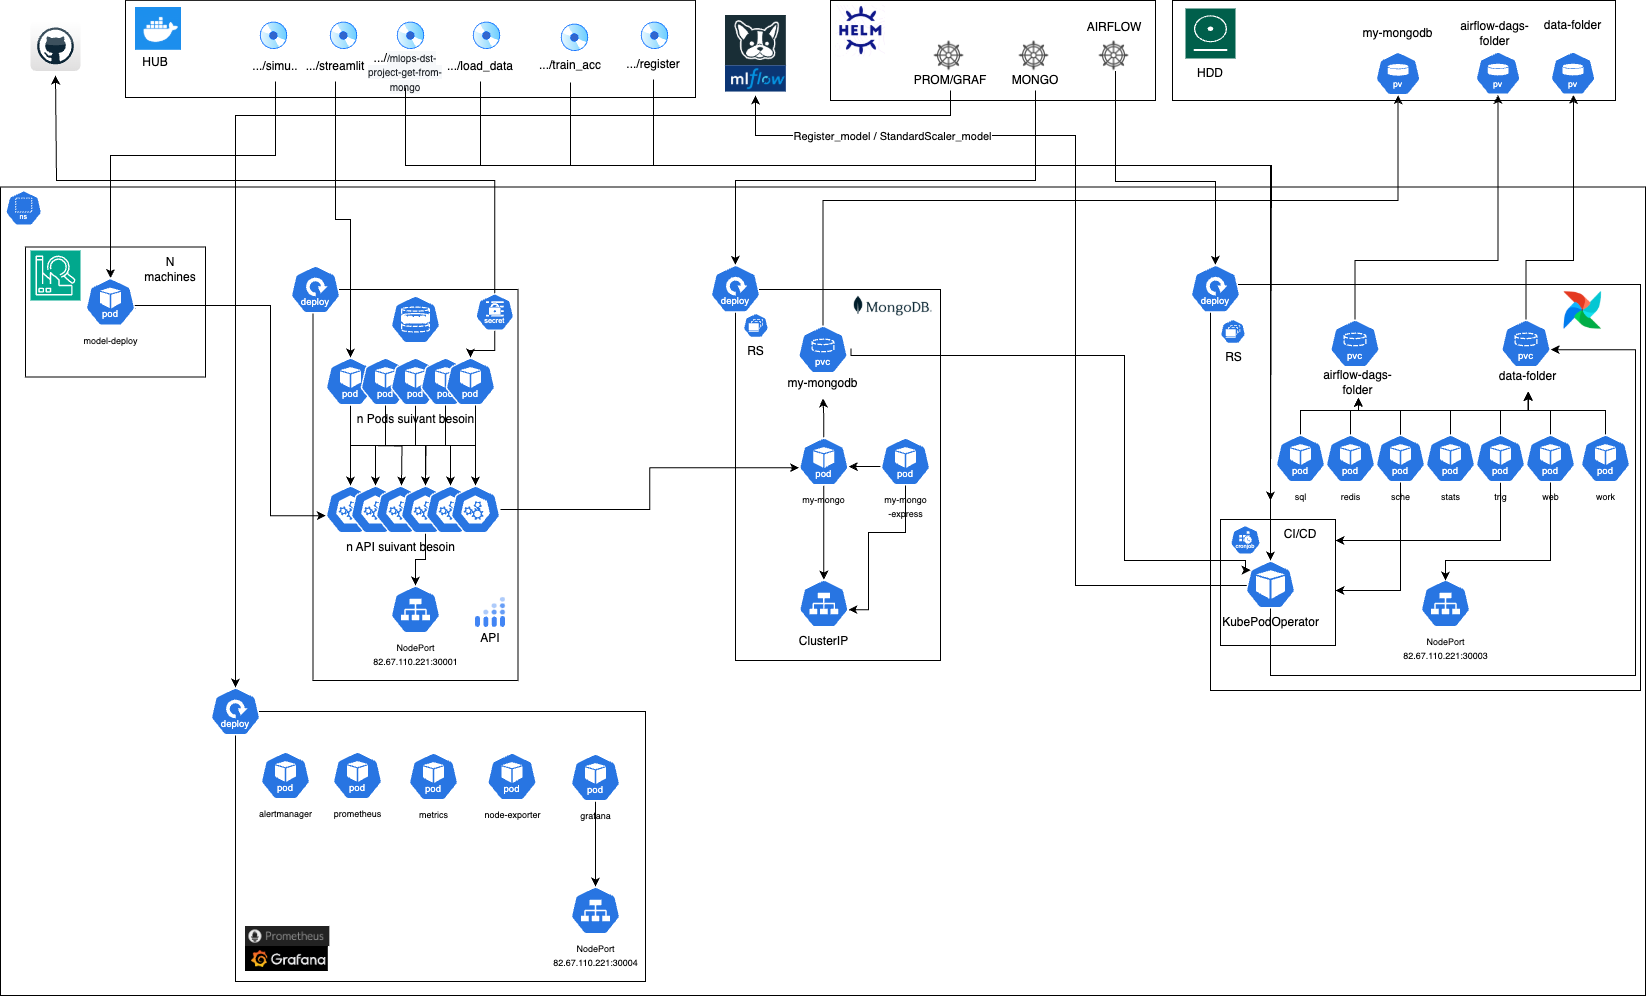 HUB
.../simu..
.../streamlit
...//mlops-dst-
project-get-from-
mongo
.../load_data
.../train_acc
.../register
mlflow
HELM
PROM/GRAF
MONGO
AIRFLOW
HDD
my-mongodb
pv
airflow-dags-
folder
pv
data-folder
pv
Register_model / StandardScaler_model
ns
N
machines
pod
model-deploy
deploy
secret
pod
pod
pod
pod
pod
n Pods suivant besoin
n API suivant besoin
NodePort
82.67.110.221:30001
API
deploy
RS
MongoDB.
pvc
my-mongodb
pod
my-mongo
pod
my-mongo
-express
ClusterIP
deploy
RS
pvc
airflow-dags-
folder
pvc
data-folder
pod
pod
pod
pod
pod
pod
pod
sql
redis
sche
stats
trig
web
work
cronjob
CI/CD
KubePodOperator
NodePort
82.67.110.221:30003
deploy
pod
pod
pod
pod
pod
alertmanager
prometheus
metrics
node-exporter
grafana
NodePort
82.67.110.221:30004
Prometheus
Grafana